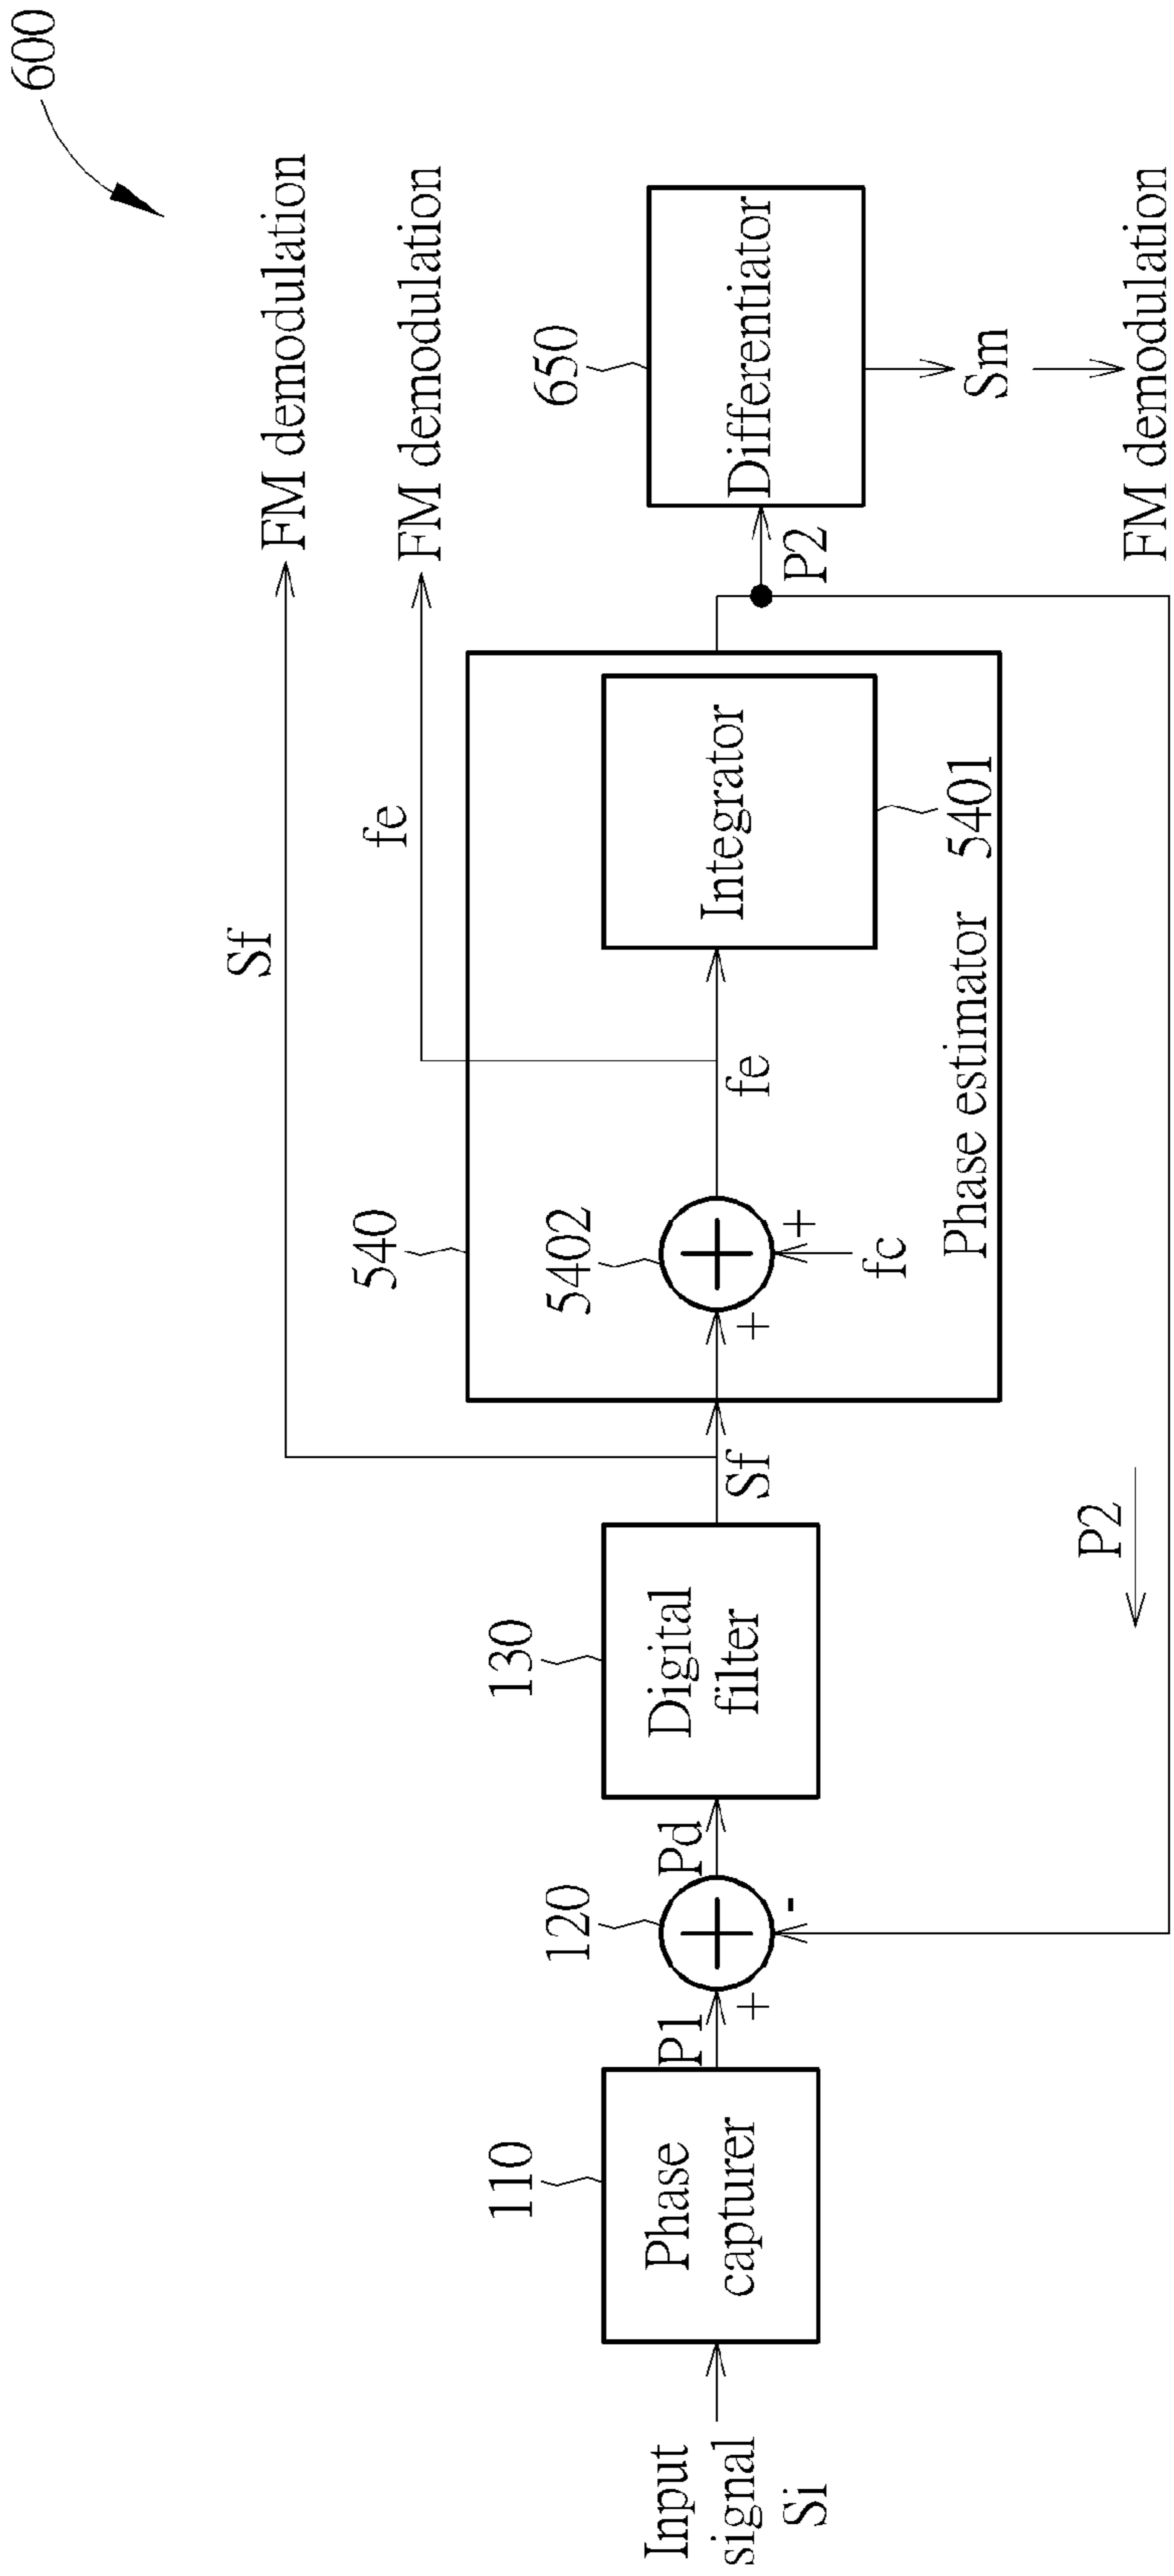 600
Sf
FM demodulation
fe
FM demodulation
540
5402
+
fc
+
fe
Integrator
5401
Phase estimator
650
Differentiator
P2
Sm
FM demodulation
Input
signal
Si
110
Phase
capturer
P1
+
120
-
Pd
130
Digital
filter
Sf
P2